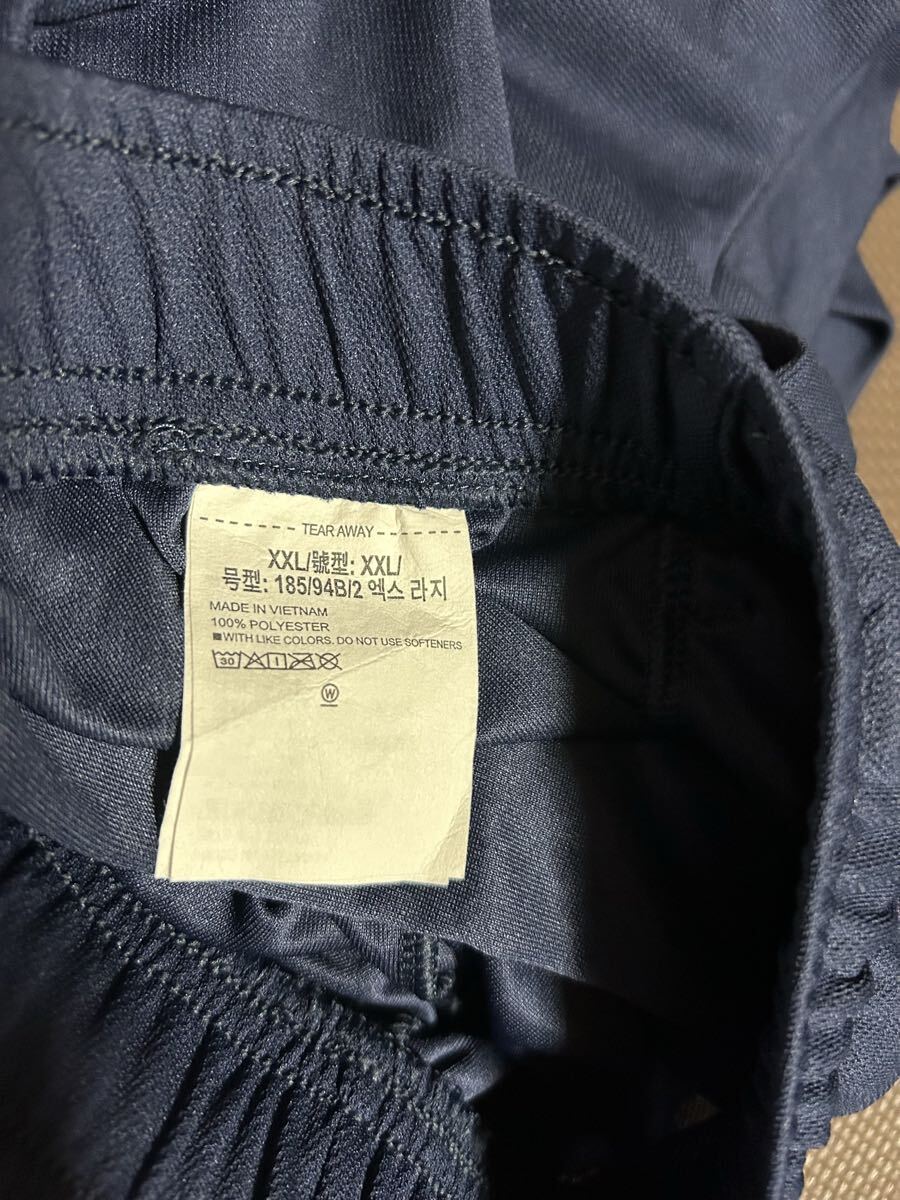 TEAR AWAY
XXL/號型: XXL/
号型: 185/94B/2 엑스 라지
MADE IN VIETNAM
100% POLYESTER
■WITH LIKE COLORS. DO NOT USE SOFTENERS
30
W